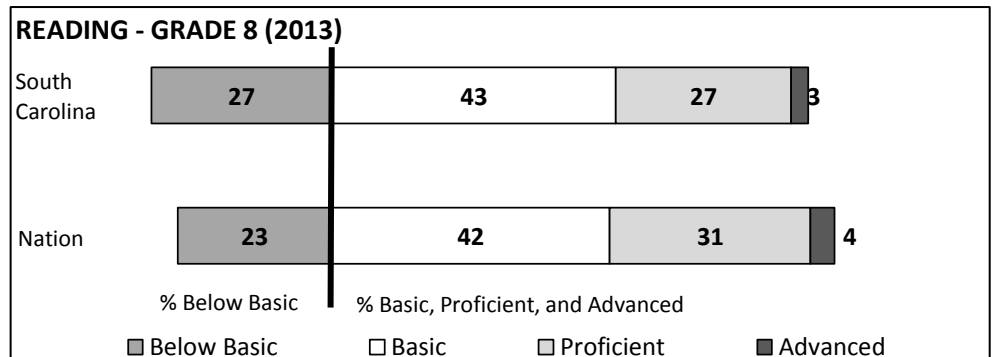 READING - GRADE 8 (2013)
South
Carolina
27 43 27 3
Nation 23 42 31 4
% Below Basic % Basic, Proficient, and Advanced
Below Basic Basic Proficient Advanced